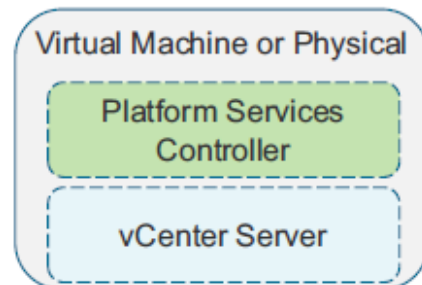 Virtual Machine or Physical
Platform Services
Controller
vCenter Server